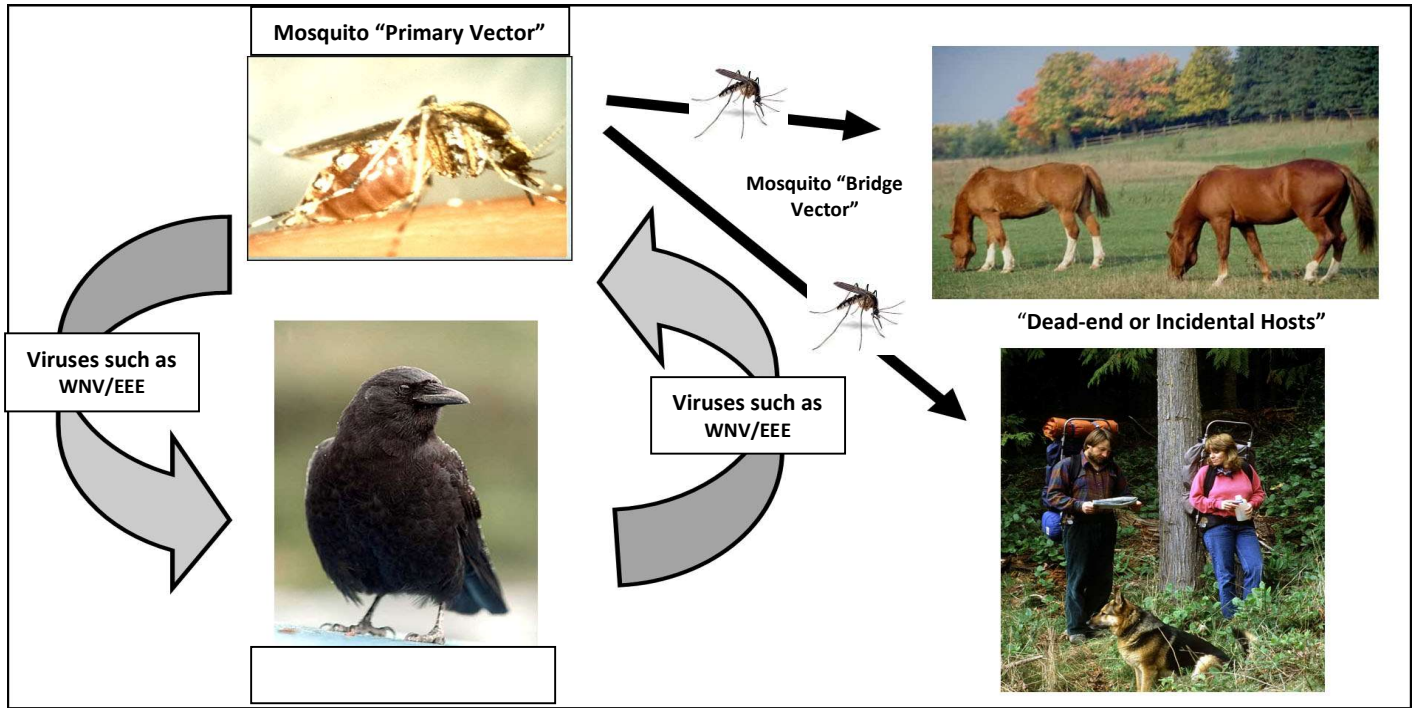 Mosquito “Primary Vector”
Mosquito “Bridge
Vector”
“Dead-end or Incidental Hosts”
Viruses such as
WNV/EEE
Viruses such as
WNV/EEE